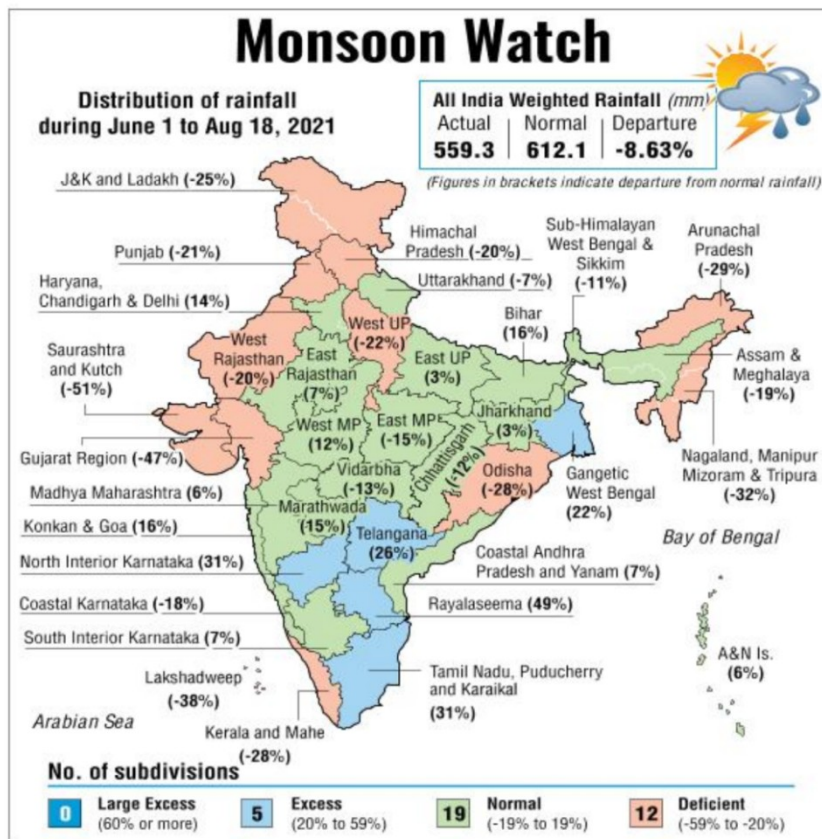 Monsoon Watch
Distribution of rainfall
during June 1 to Aug 18, 2021
All India Weighted Rainfall (mm)
Actual Normal Departure
559.3 612.1 -8.63%
(Figures in brackets indicate departure from normal rainfall)
J&K and Ladakh (-25%)
Punjab (-21%)
Haryana,
Chandigarh & Delhi (14%)
Himachal
Pradesh (-20%)
Uttarakhand (-7%)
Sub-Himalayan
West Bengal &
Sikkim
(-11%)
Arunachal
Pradesh
(-29%)
Bihar
(16%)
West UP
(-22%)
West
Rajasthan
(-20%)
East
Rajasthan
(7%)
East UP
(3%)
Saurashtra
and Kutch
(-51%)
Assam &
Meghalaya
(-19%)
West MP
(12%)
East MP
(-15%)
Jharkhand
(3%)
Chhattisgarh
(-12%)
Gujarat Region (-47%)
Vidarbha
(-13%)
Odisha
(-28%)
Gangetic
West Bengal
(22%)
Nagaland, Manipur
Mizoram & Tripura
(-32%)
Madhya Maharashtra (6%)
Marathwada
(15%)
Konkan & Goa (16%)
Telangana
(26%)
Bay of Bengal
North Interior Karnataka (31%)
Coastal Andhra
Pradesh and Yanam (7%)
Coastal Karnataka (-18%)
Rayalaseema (49%)
South Interior Karnataka (7%)
Lakshadweep
(-38%)
Tamil Nadu, Puducherry
and Karaikal
(31%)
A&N Is.
(6%)
Arabian Sea
Kerala and Mahe
(-28%)
No. of subdivisions
0 Large Excess
(60% or more)
5 Excess
(20% to 59%)
19 Normal
(-19% to 19%)
12 Deficient
(-59% to -20%)